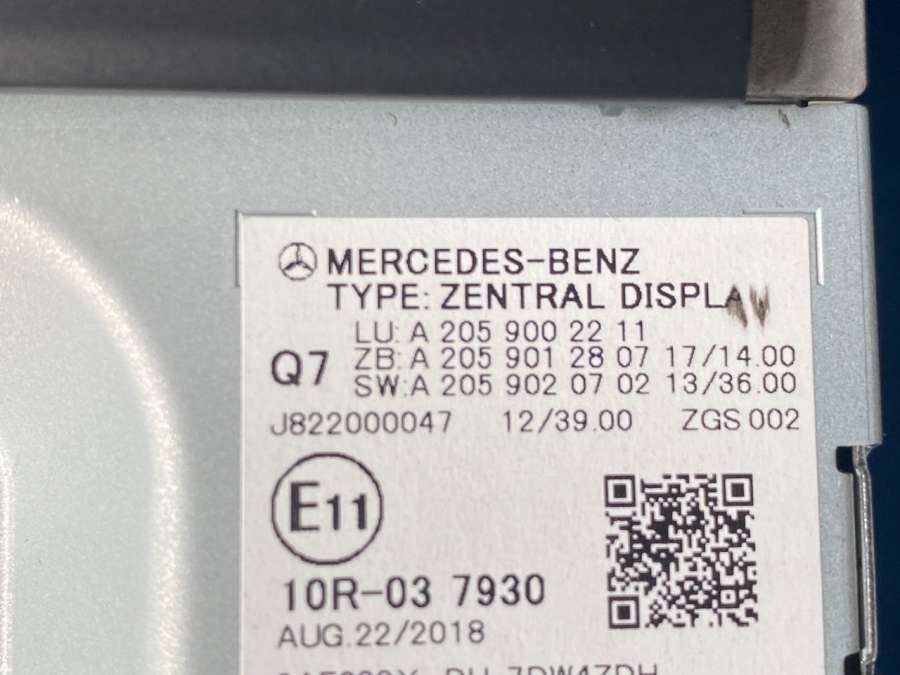 MERCEDES-BENZ
TYPE: ZENTRAL DISPLAY
LU: A 205 900 22 11
Q7
ZB: A 205 901 28 07 17/14.00
SW:A 205 902 07 02 13/36.00
J822000047 12/39.00 ZGS 002
E11
10R-03 7930
AUG.22/2018